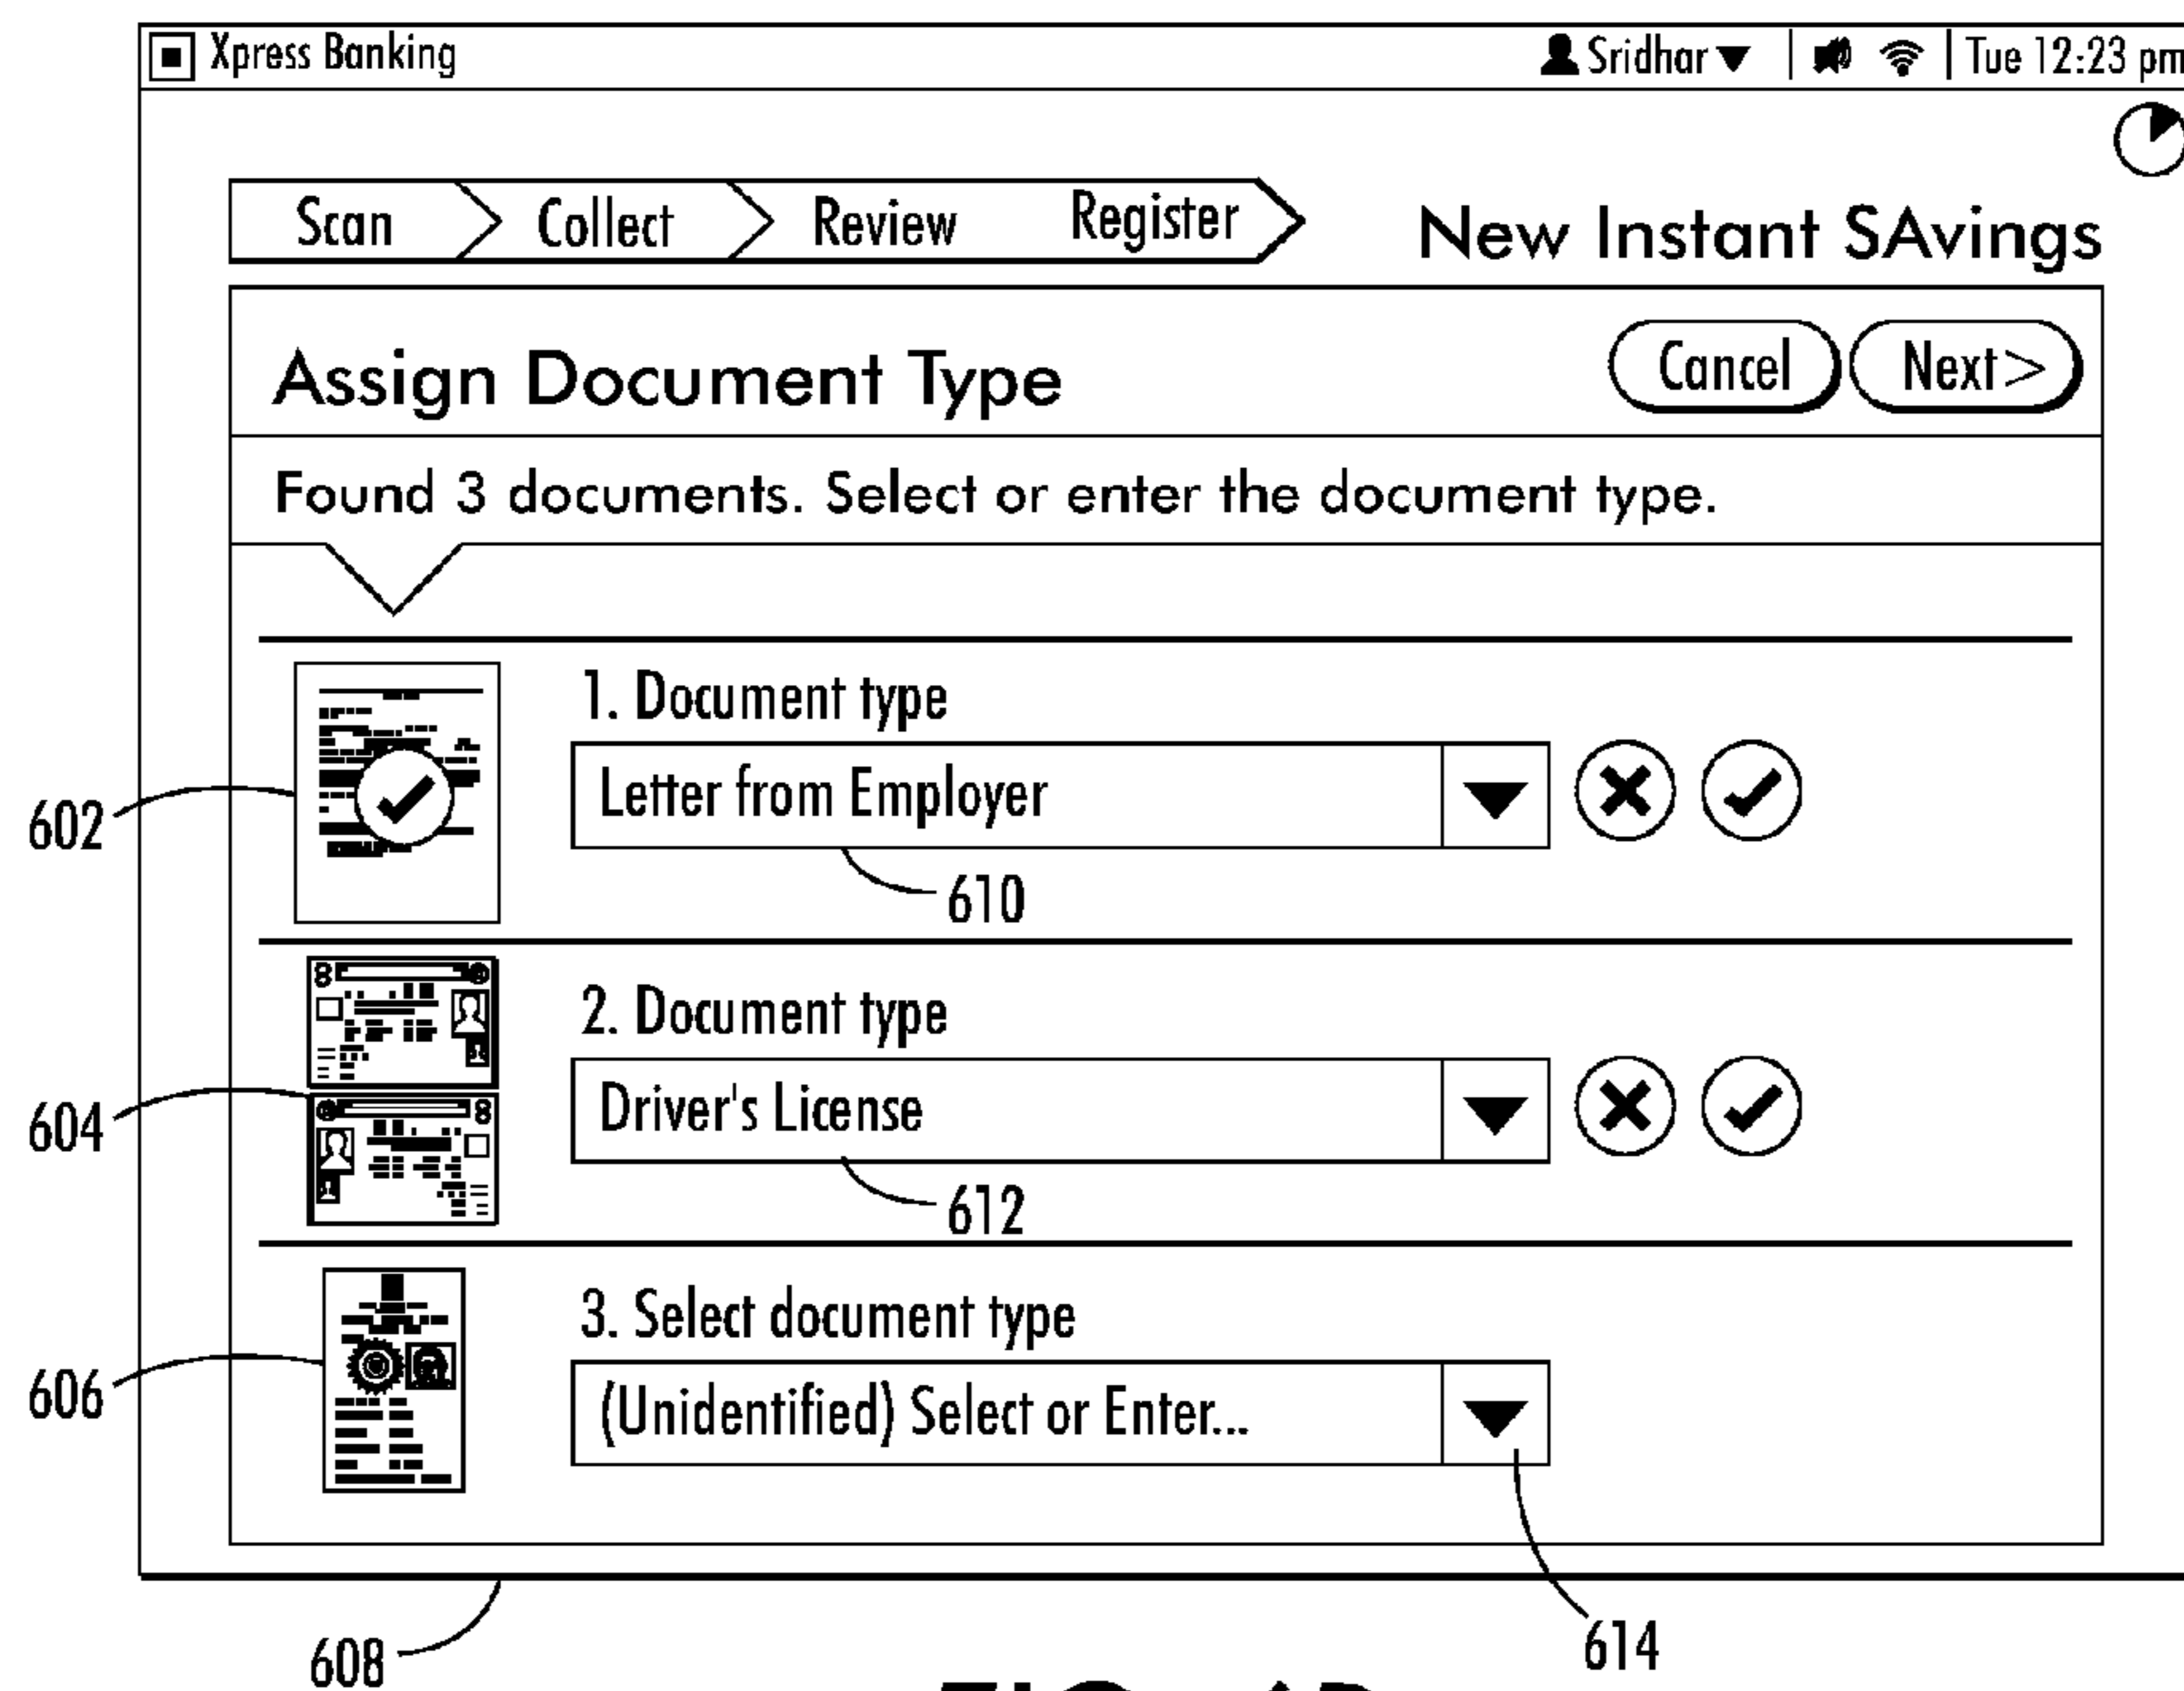 Xpress Banking Sridhar Tue 12:23 pm
Scan Collect Review Register New Instant SAvings
Assign Document Type Cancel Next>
Found 3 documents. Select or enter the document type.
1. Document type
Letter from Employer
602
610
2. Document type
Driver's License
604
612
3. Select document type
606
(Unidentified) Select or Enter...
614
608